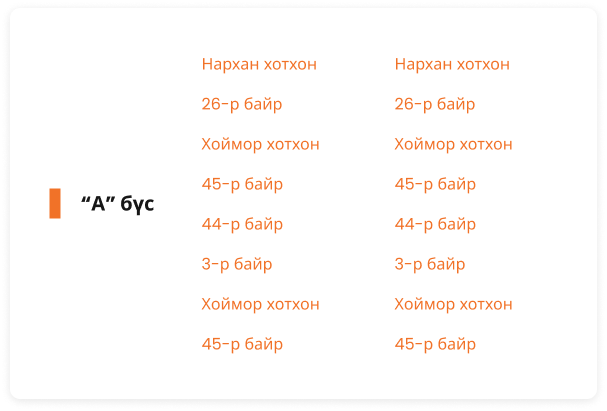 “А” бүс
Нархан хотхон
26-р байр
Хоймор хотхон
45-р байр
44-р байр
3-р байр
Хоймор хотхон
45-р байр
Нархан хотхон
26-р байр
Хоймор хотхон
45-р байр
44-р байр
3-р байр
Хоймор хотхон
45-р байр